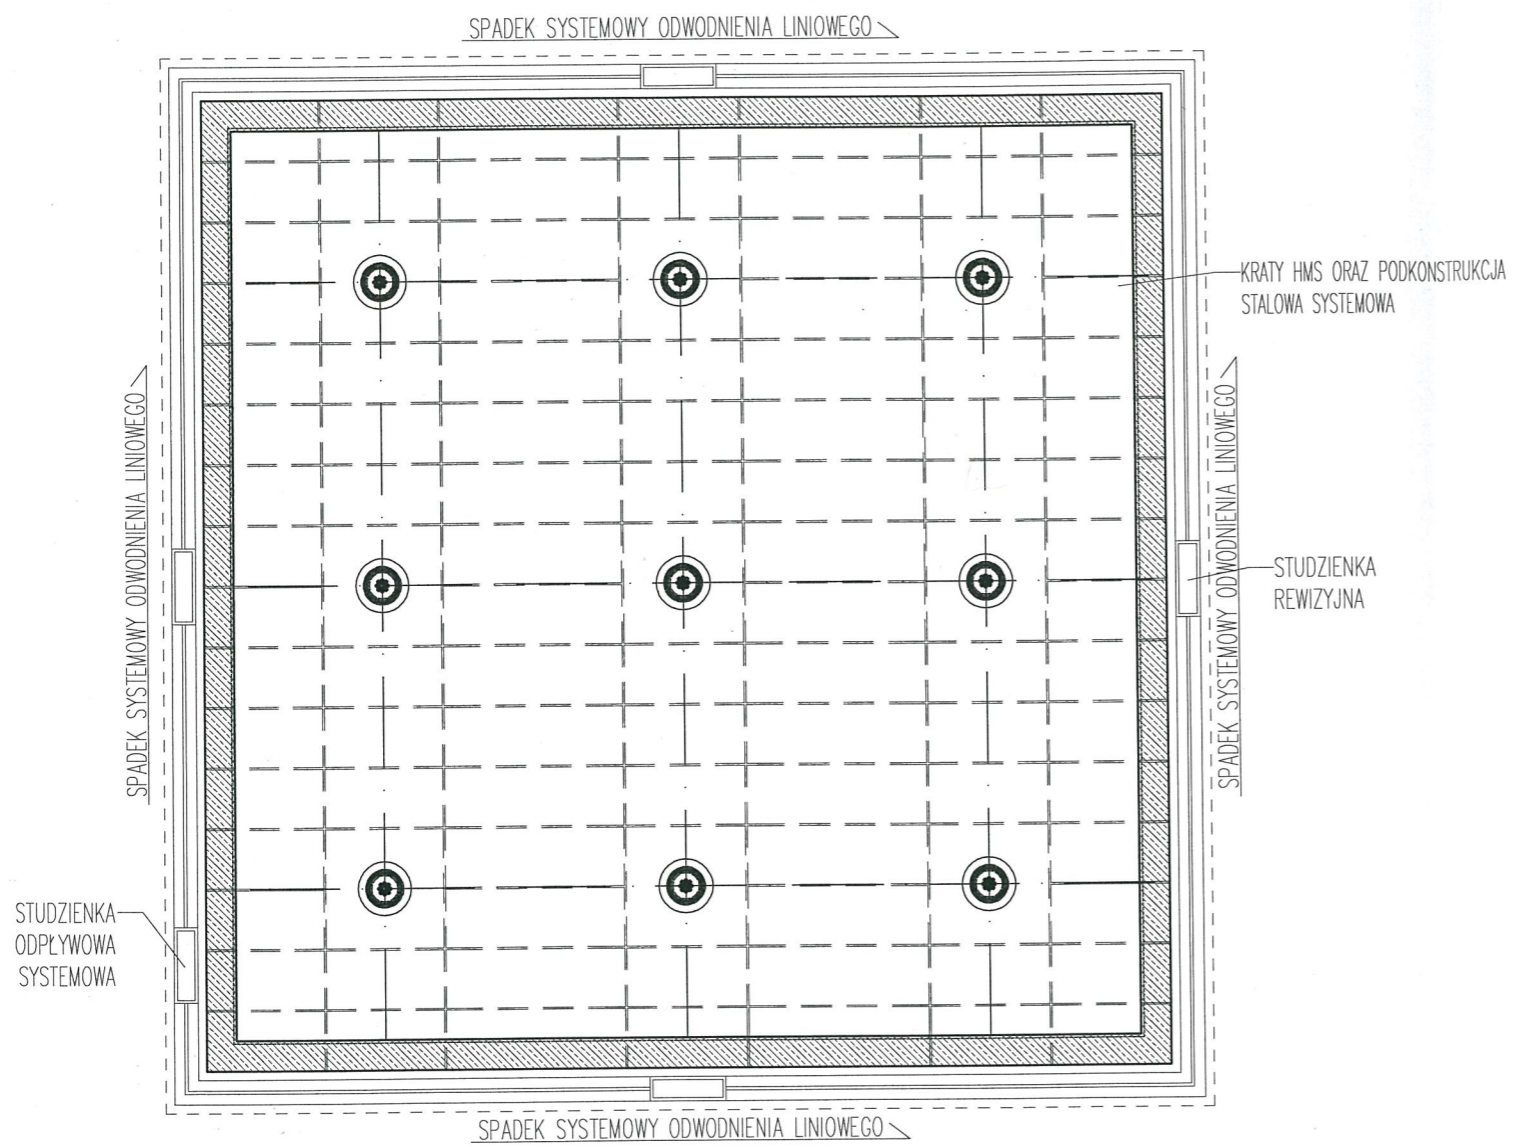 SPADEK SYSTEMOWY ODWODNIENIA LINIOWEGO
KRATY HMS ORAZ PODKONSTRUKCJA
STALOWA SYSTEMOWA
SPADEK SYSTEMOWY ODWODNIENIA LINIOWEGO
SPADEK SYSTEMOWY ODWODNIENIA LINIOWEGO
STUDZIENKA
REWIZYJNA
STUDZIENKA
ODPŁYWOWA
SYSTEMOWA
SPADEK SYSTEMOWY ODWODNIENIA LINIOWEGO